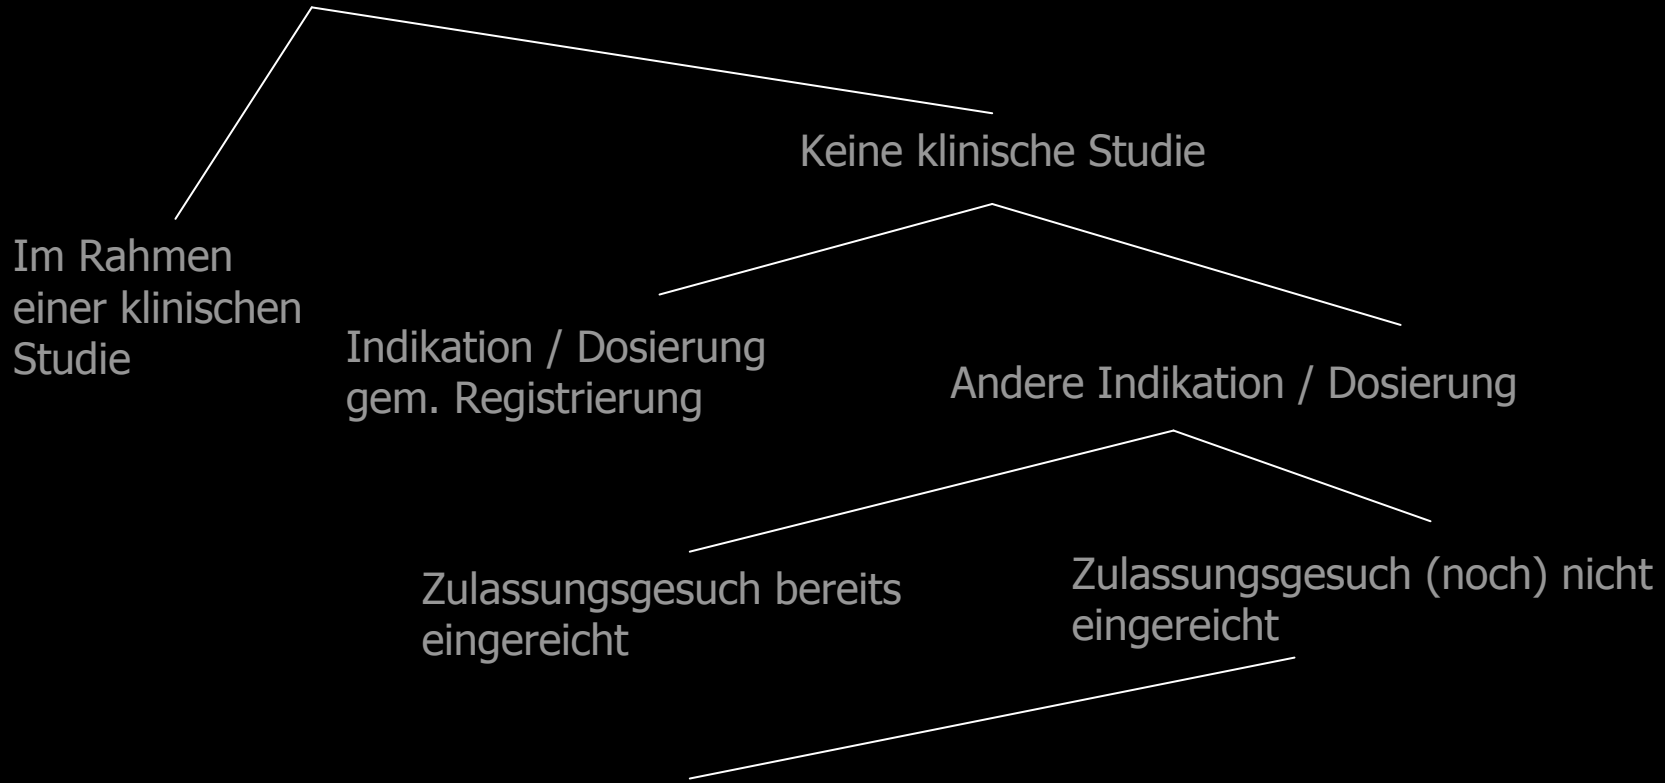 Keine klinische Studie
Im Rahmen
einer klinischen
Studie
Indikation / Dosierung
gem. Registrierung
Andere Indikation / Dosierung
Zulassungsgesuch bereits
eingereicht
Zulassungsgesuch (noch) nicht
eingereicht